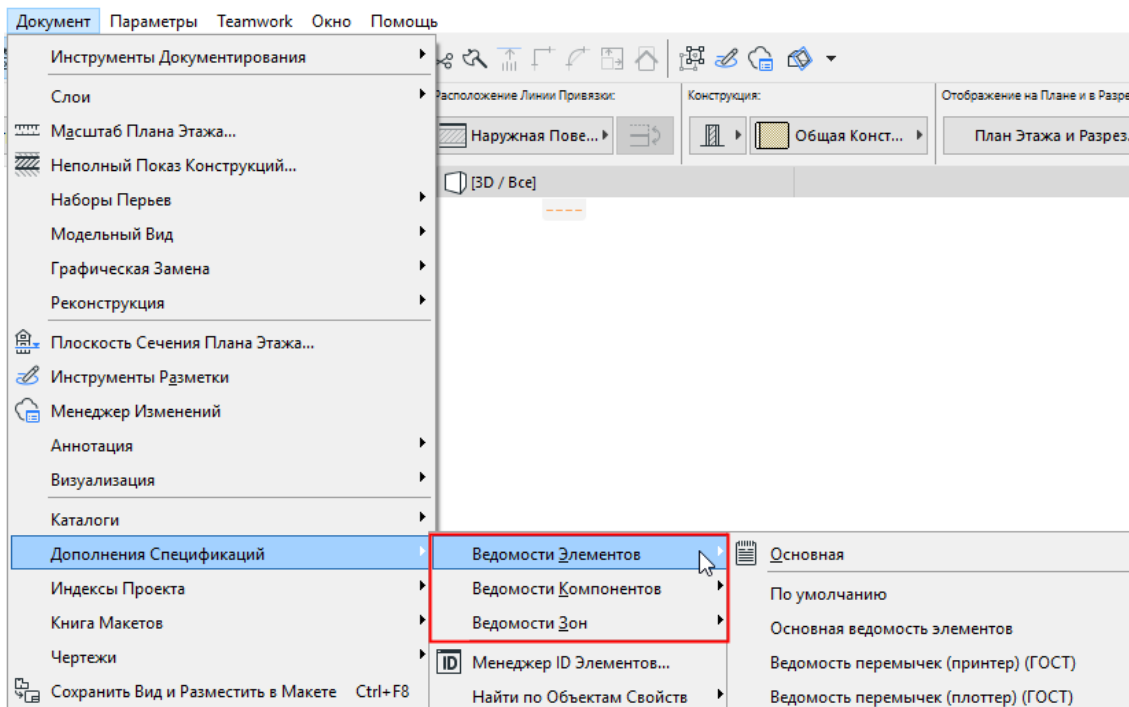 Документ Параметры Teamwork Окно Помощь
Инструменты Документирования
Слои
Расположение Линии Привязки: Конструкция: Отображение на Плане и в Разре
Масштаб Плана Этажа...
Наружная Пове... Общая Конст... План Этажа и Разрез.
Неполный Показ Конструкций...
[3D / Все]
Наборы Перьев
Модельный Вид
Графическая Замена
Реконструкция
Плоскость Сечения Плана Этажа...
Инструменты Разметки
Менеджер Изменений
Аннотация
Визуализация
Каталоги
Дополнения Спецификаций Ведомости Элементов Основная
Индексы Проекта Ведомости Компонентов По умолчанию
Книга Макетов Ведомости Зон Основная ведомость элементов
Чертежи ID Менеджер ID Элементов... Ведомость перемычек (принтер) (ГОСТ)
Сохранить Вид и Разместить в Макете Ctrl+F8 Найти по Объектам Свойств Ведомость перемычек (плоттер) (ГОСТ)